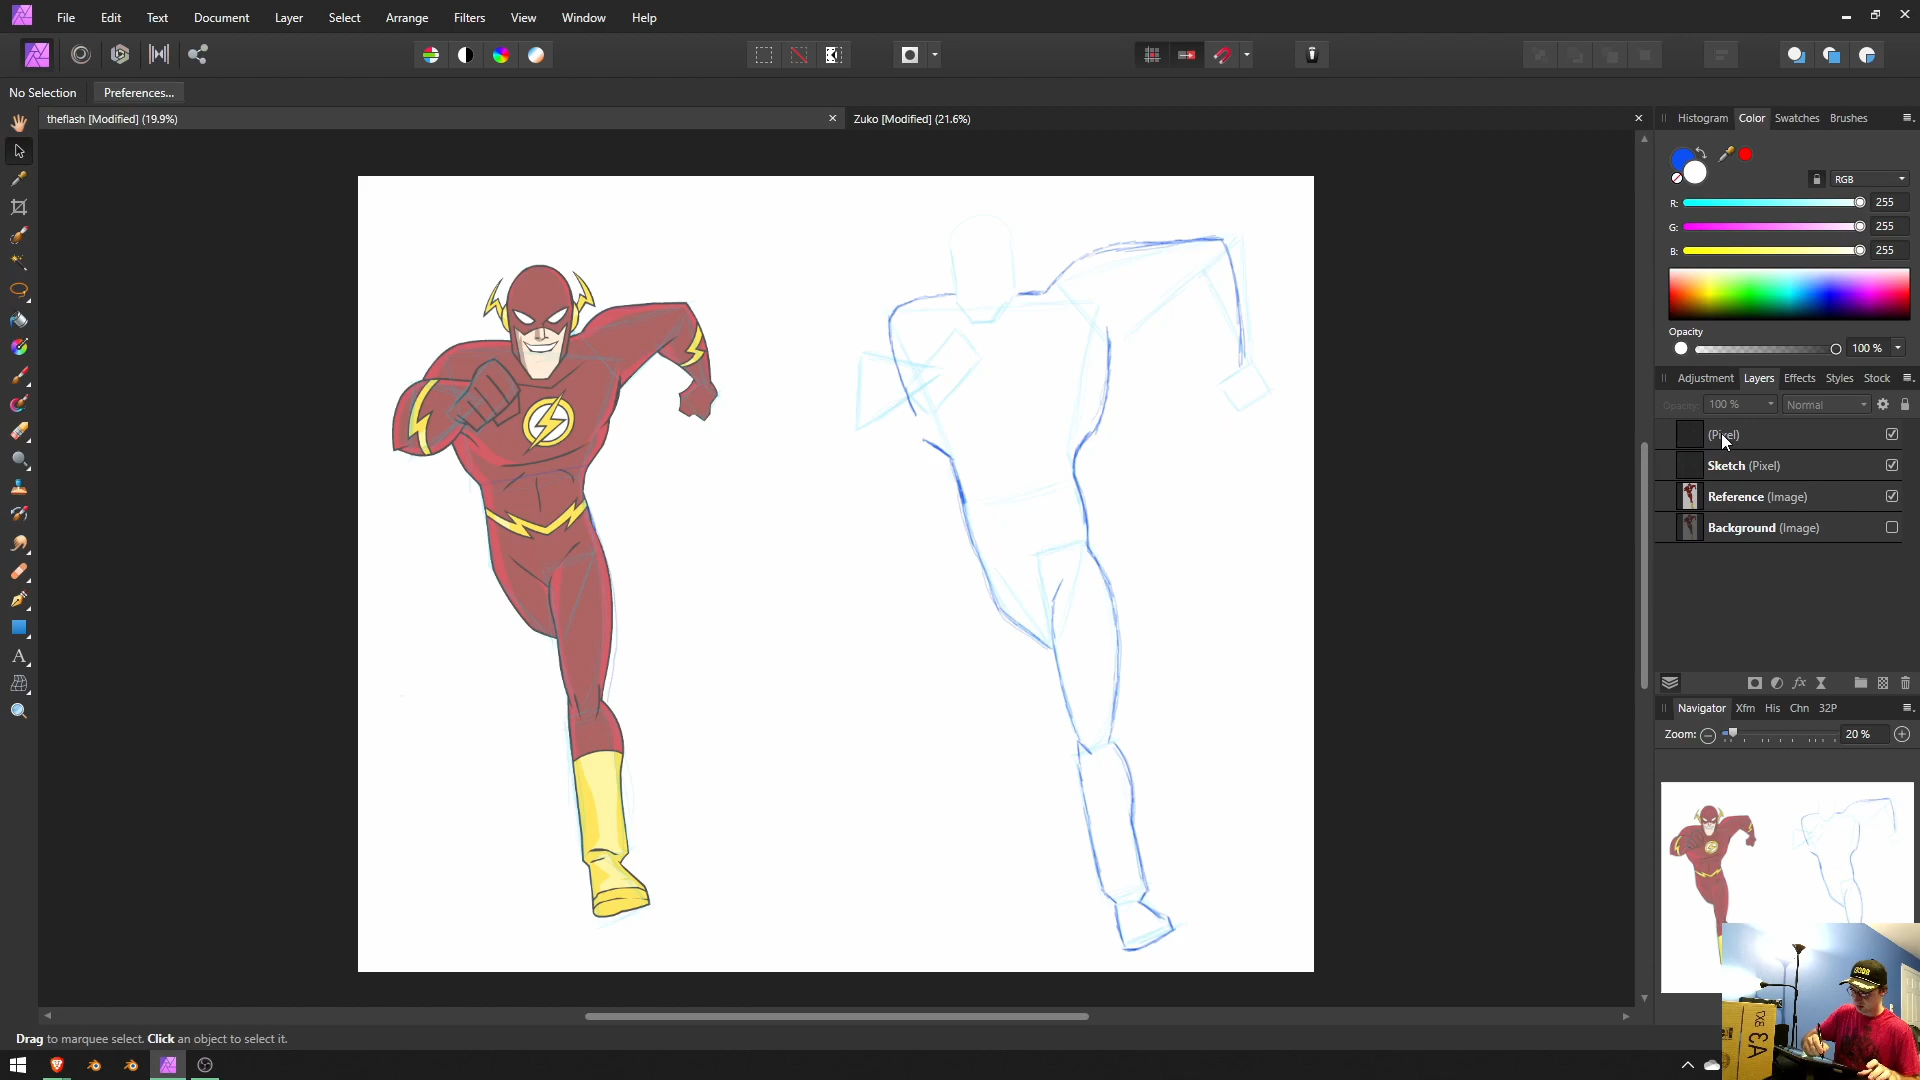 File Edit Text Document Layer Select Arrange Filters View Window Help
No Selection Preferences...
theflash [Modified] (19.9%) Zuko [Modified] (21.6%)
Histogram Color Swatches Brushes
RGB
R: 255
G: 255
B: 255
Opacity
100 %
Adjustment Layers Effects Styles Stock
Opacity: 100 % Normal
(Pixel)
Sketch (Pixel)
Reference (Image)
Background (Image)
Navigator Xfm His Chn 32P
Zoom: 20 %
Drag to marquee select. Click an object to select it.